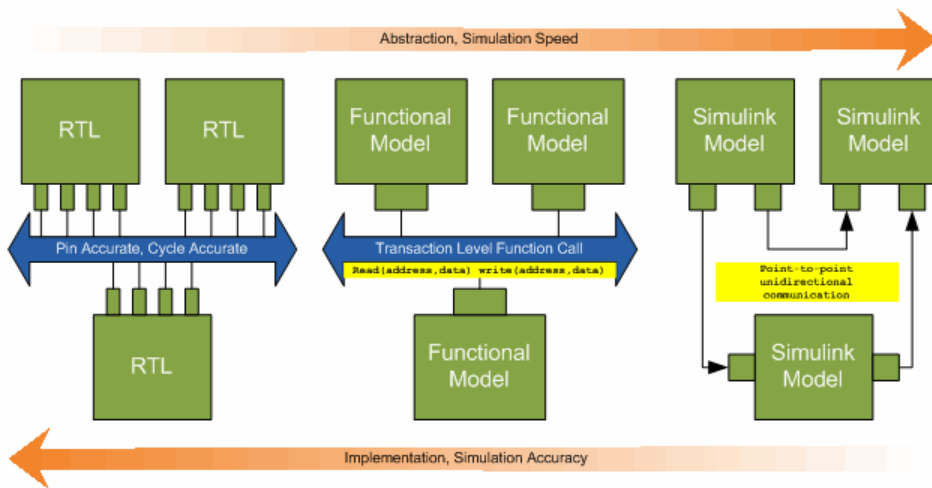 Abstraction, Simulation Speed
RTL
RTL
Pin Accurate, Cycle Accurate
RTL
Functional
Model
Functional
Model
Transaction Level Function Call
Read(address,data) write(address,data)
Functional
Model
Simulink
Model
Simulink
Model
Point-to-point
unidirectional
communication
Simulink
Model
Implementation, Simulation Accuracy